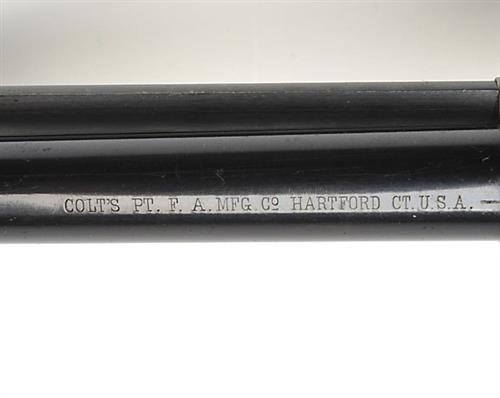 COLT'S PT. F. A. MFG. Co HARTFORD CT. U.S.A. —